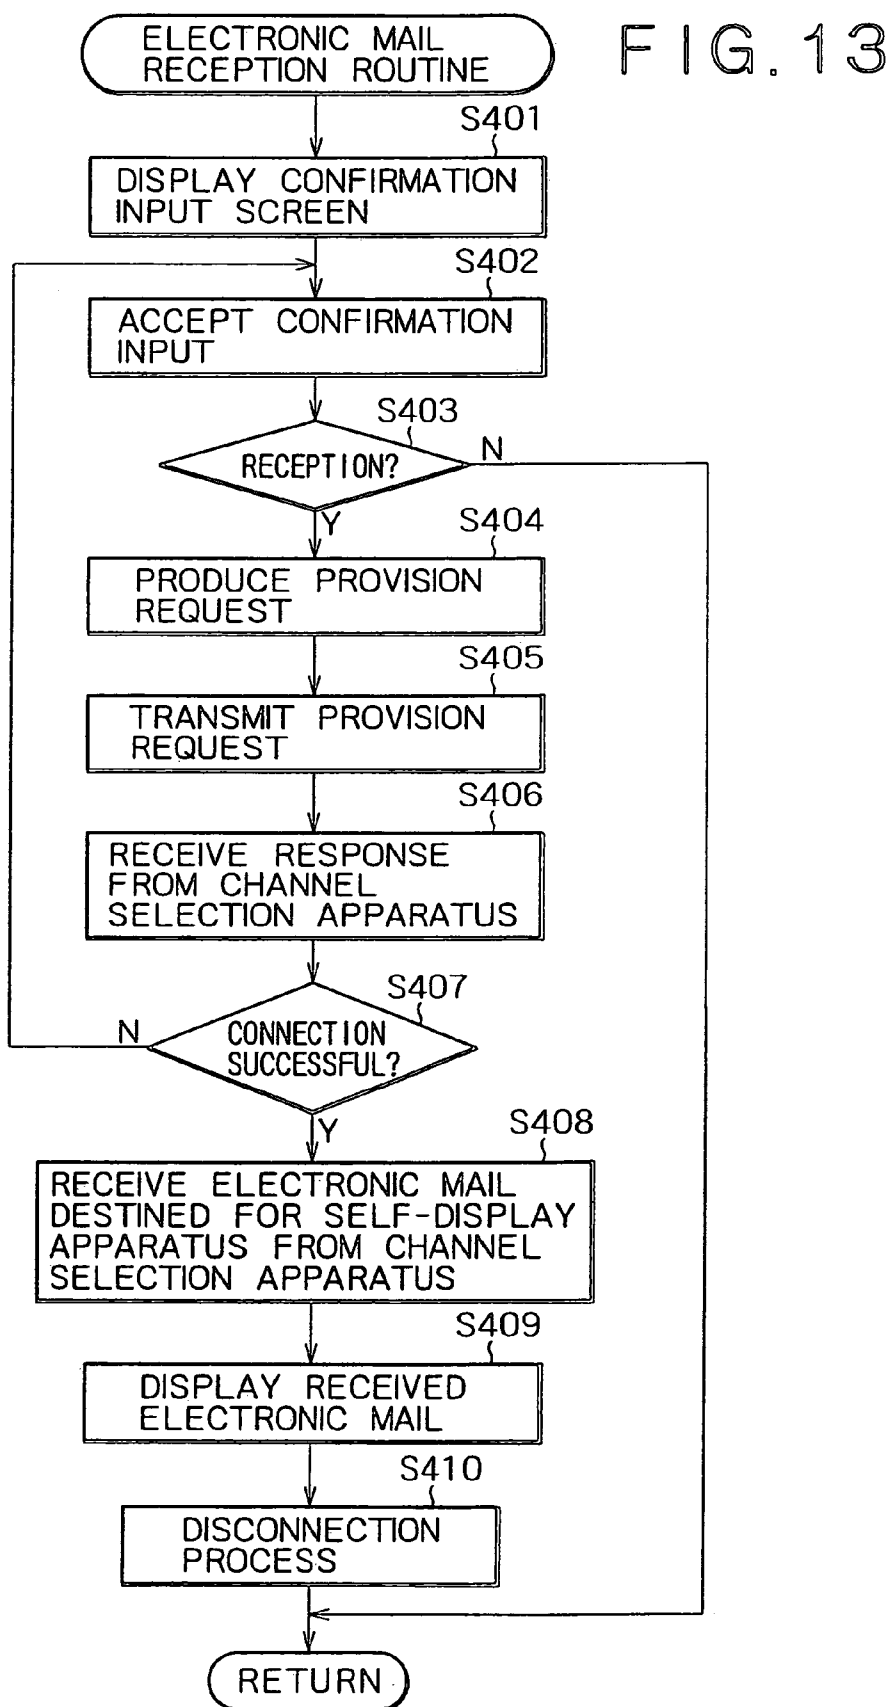 ELECTRONIC MAIL
RECEPTION ROUTINE
FIG. 13
S401
DISPLAY CONFIRMATION
INPUT SCREEN
S402
ACCEPT CONFIRMATION
INPUT
S403
RECEPTION?
N
Y
S404
PRODUCE PROVISION
REQUEST
S405
TRANSMIT PROVISION
REQUEST
S406
RECEIVE RESPONSE
FROM CHANNEL
SELECTION APPARATUS
S407
N
CONNECTION
SUCCESSFUL?
Y
S408
RECEIVE ELECTRONIC MAIL
DESTINED FOR SELF-DISPLAY
APPARATUS FROM CHANNEL
SELECTION APPARATUS
S409
DISPLAY RECEIVED
ELECTRONIC MAIL
S410
DISCONNECTION
PROCESS
RETURN